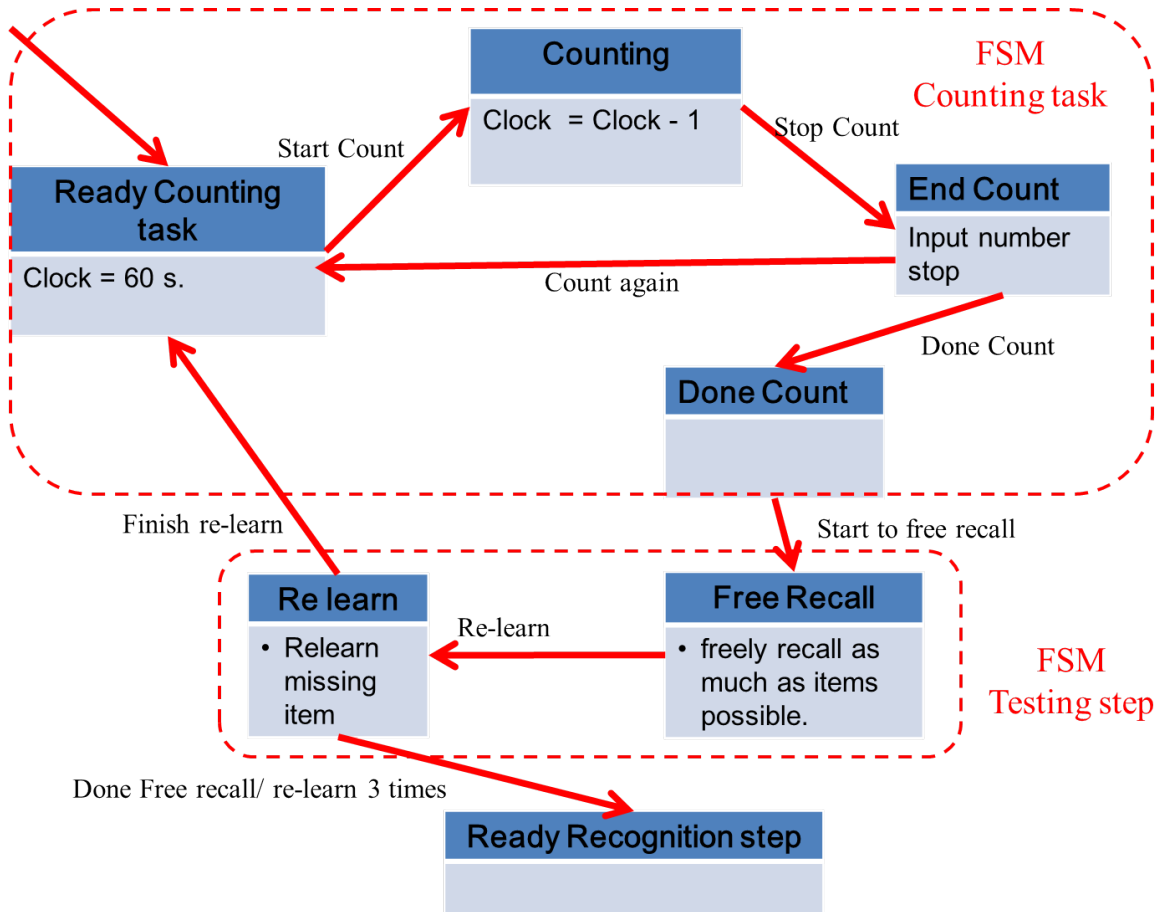 Counting
Clock  = Clock - 1
FSM
Counting task
Start Count
Stop Count
Ready Counting
task
Clock = 60 s.
End Count
Input number
stop
Count again
Done Count
Done Count
Finish re-learn
Start to free recall
Re learn
• Relearn
missing
item
Re-learn
Free Recall
• freely recall as
much as items
possible.
FSM
Testing step
Done Free recall/ re-learn 3 times
Ready Recognition step